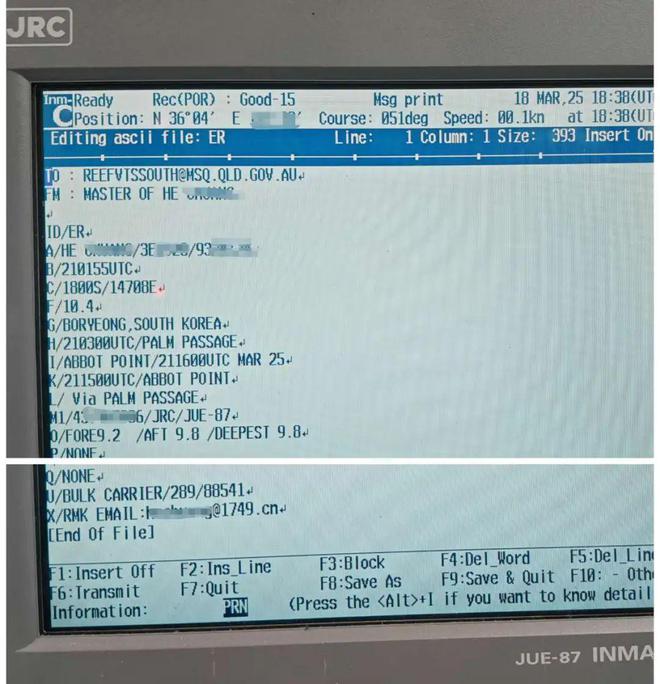 JRC
Inm- Ready Rec(POR) : Good-15 Msg print 18 MAR,25 18:38(UT
C Position: N 36°04' E Course: 051deg Speed: 00.1kn at 18:38(UT
Editing ascii file: ER Line: 1 Column: 1 Size: 393 Insert On
TO : REEFVTSSOUTH@MSQ.QLD.GOV.AU↵
FM : MASTER OF HE
↵
ID/ER↵
A/HE /3E /93
B/210155UTC↵
C/1800S/14708E↵
F/10.4↵
G/BORYEONG,SOUTH KOREA↵
H/210300UTC/PALM PASSAGE↵
I/ABBOT POINT/211600UTC MAR 25↵
K/211500UTC/ABBOT POINT↵
L/ Via PALM PASSAGE↵
M1/43 6/JRC/JUE-87↵
O/FORE9.2 /AFT 9.8 /DEEPEST 9.8↵
P/NONE↵
Q/NONE↵
U/BULK CARRIER/289/88541↵
X/RMK EMAIL: @1749.cn↵
[End Of File]
F1:Insert Off F2:Ins_Line F3:Block F4:Del_Word F5:Del_Line
F6:Transmit F7:Quit F8:Save As F9:Save & Quit F10: - Oth
Information: PRN (Press the <Alt>+I if you want to know detail
JUE-87 INMA